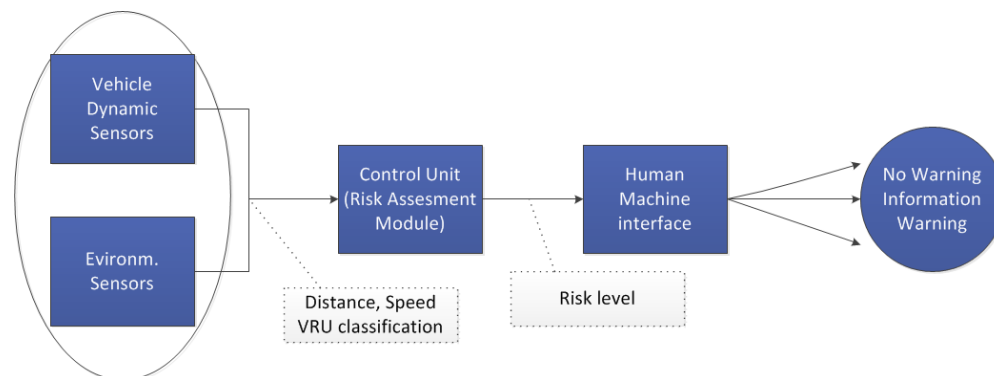 Vehicle
Dynamic
Sensors
Evironm.
Sensors
Distance, Speed
VRU classification
Control Unit
(Risk Assesment
Module)
Risk level
Human
Machine
interface
No Warning
Information
Warning